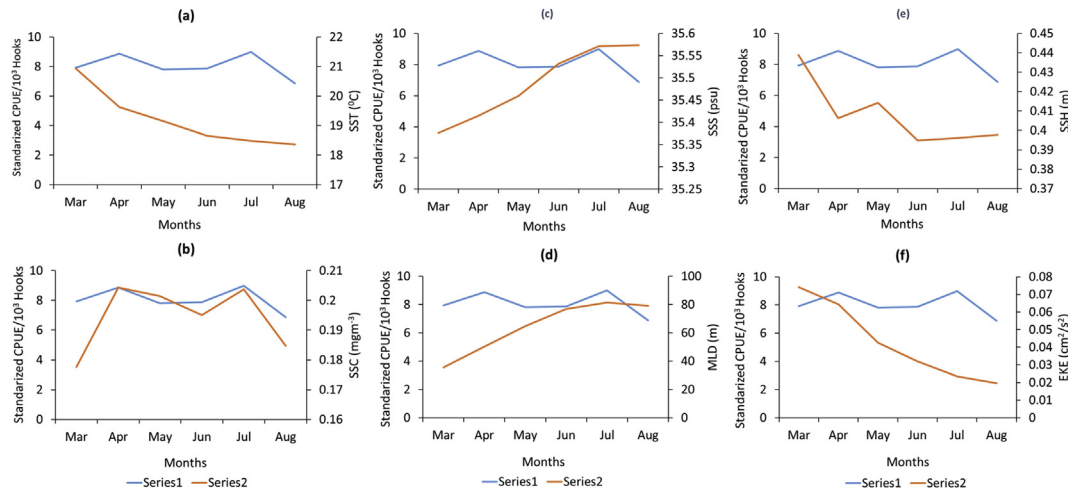 (a)
Standarized CPUE/10³ Hooks
10
8
6
4
2
0
22
21
20
19
18
17
SST (⁰C)
Mar Apr May Jun Jul Aug
Months
(c)
Standarized CPUE/10³ Hooks
10
9
8
7
6
5
4
3
2
1
0
35.6
35.55
35.5
35.45
35.4
35.35
35.3
35.25
SSS (psu)
Mar Apr May Jun Jul Aug
Months
(e)
Standarized CPUE/10³ Hooks
10
8
6
4
2
0
0.45
0.44
0.43
0.42
0.41
0.4
0.39
0.38
0.37
SSH (m)
Mar Apr May Jun Jul Aug
Months
(b)
Standarized CPUE/10³ Hooks
10
8
6
4
2
0
0.21
0.2
0.19
0.18
0.17
0.16
SSC (mgm⁻³)
Mar Apr May Jun Jul Aug
Months
Series1 Series2
(d)
Standarized CPUE/10³ Hooks
10
8
6
4
2
0
100
80
60
40
20
0
MLD (m)
Mar Apr May Jun Jul Aug
Months
Series1 Series2
(f)
Standarized CPUE/10³ Hooks
10
8
6
4
2
0
0.08
0.07
0.06
0.05
0.04
0.03
0.02
0.01
0
EKE (cm²/s²)
Mar Apr May Jun Jul Aug
Months
Series1 Series2